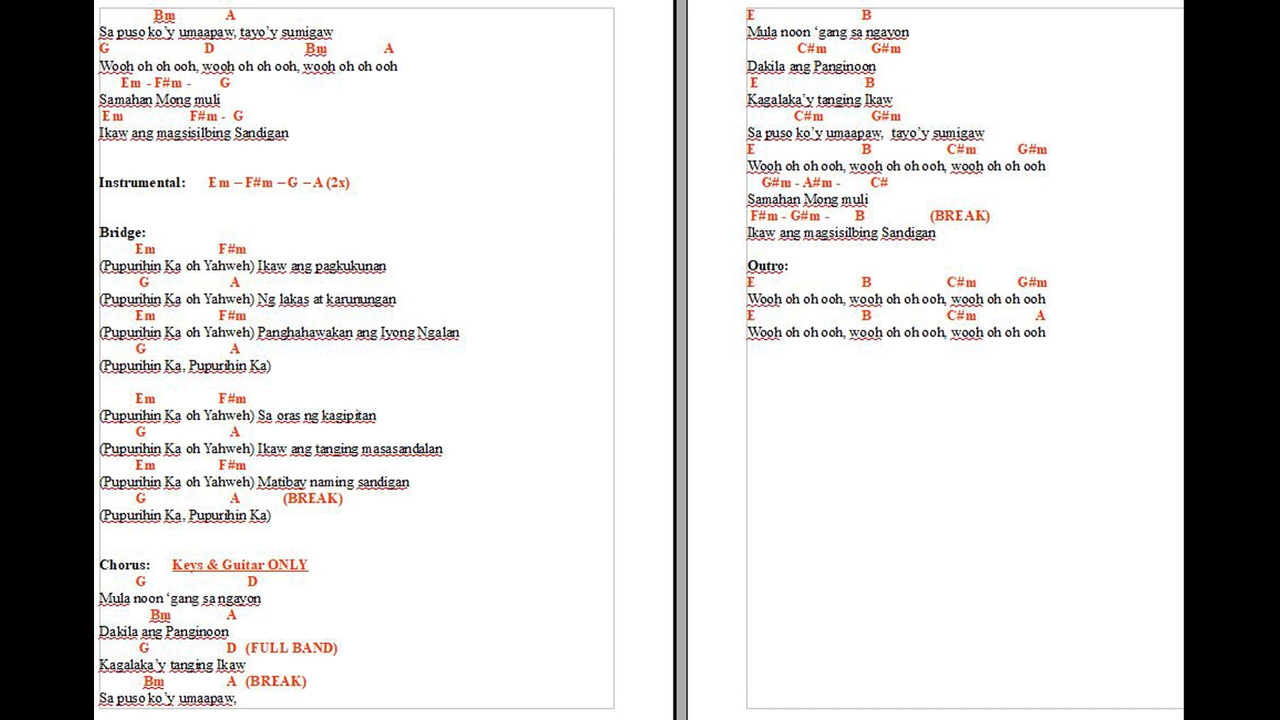 Bm A
Sa puso ko'y umaapaw, tayo'y sumigaw
G D Bm A
Wooh oh oh ooh, wooh oh oh ooh, wooh oh oh ooh
Em - F#m - G
Samahan Mong muli
Em F#m - G
Ikaw ang magsisilbing Sandigan
Instrumental: Em – F#m – G – A (2x)
Bridge:
Em F#m
(Pupurihin Ka oh Yahweh) Ikaw ang pagkukunan
G A
(Pupurihin Ka oh Yahweh) Ng lakas at karunungan
Em F#m
(Pupurihin Ka oh Yahweh) Panghahawakan ang Iyong Ngalan
G A
(Pupurihin Ka, Pupurihin Ka)
Em F#m
(Pupurihin Ka oh Yahweh) Sa oras ng kagipitan
G A
(Pupurihin Ka oh Yahweh) Ikaw ang tanging masasandalan
Em F#m
(Pupurihin Ka oh Yahweh) Matibay naming sandigan
G A (BREAK)
(Pupurihin Ka, Pupurihin Ka)
Chorus: Keys & Guitar ONLY
G D
Mula noon 'gang sa ngayon
Bm A
Dakila ang Panginoon
G D (FULL BAND)
Kagalaka'y tanging Ikaw
Bm A (BREAK)
Sa puso ko'y umaapaw,
E B
Mula noon 'gang sa ngayon
C#m G#m
Dakila ang Panginoon
E B
Kagalaka'y tanging Ikaw
C#m G#m
Sa puso ko'y umaapaw, tayo'y sumigaw
E B C#m G#m
Wooh oh oh ooh, wooh oh oh ooh, wooh oh oh ooh
G#m - A#m - C#
Samahan Mong muli
F#m - G#m - B (BREAK)
Ikaw ang magsisilbing Sandigan
Outro:
E B C#m G#m
Wooh oh oh ooh, wooh oh oh ooh, wooh oh oh ooh
E B C#m A
Wooh oh oh ooh, wooh oh oh ooh, wooh oh oh ooh